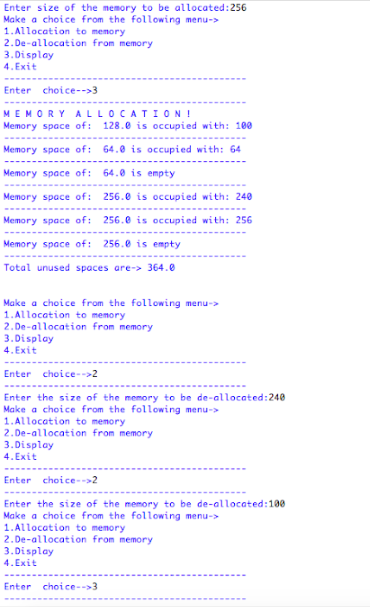 Enter size of the memory to be allocated:256
Make a choice from the following menu->
1.Allocation to memory
2.De-allocation from memory
3.Display
4.Exit
--------------------------------------------
Enter  choice-->3
--------------------------------------------
M E M O R Y  A L L O C A T I O N !
Memory space of:  128.0 is occupied with: 100
--------------------------------------------
Memory space of:  64.0 is occupied with: 64
--------------------------------------------
Memory space of:  64.0 is empty
--------------------------------------------
Memory space of:  256.0 is occupied with: 240
--------------------------------------------
Memory space of:  256.0 is occupied with: 256
--------------------------------------------
Memory space of:  256.0 is empty
--------------------------------------------
Total unused spaces are-> 364.0
Make a choice from the following menu->
1.Allocation to memory
2.De-allocation from memory
3.Display
4.Exit
--------------------------------------------
Enter  choice-->2
--------------------------------------------
Enter the size of the memory to be de-allocated:240
Make a choice from the following menu->
1.Allocation to memory
2.De-allocation from memory
3.Display
4.Exit
--------------------------------------------
Enter  choice-->2
--------------------------------------------
Enter the size of the memory to be de-allocated:100
Make a choice from the following menu->
1.Allocation to memory
2.De-allocation from memory
3.Display
4.Exit
--------------------------------------------
Enter  choice-->3
--------------------------------------------